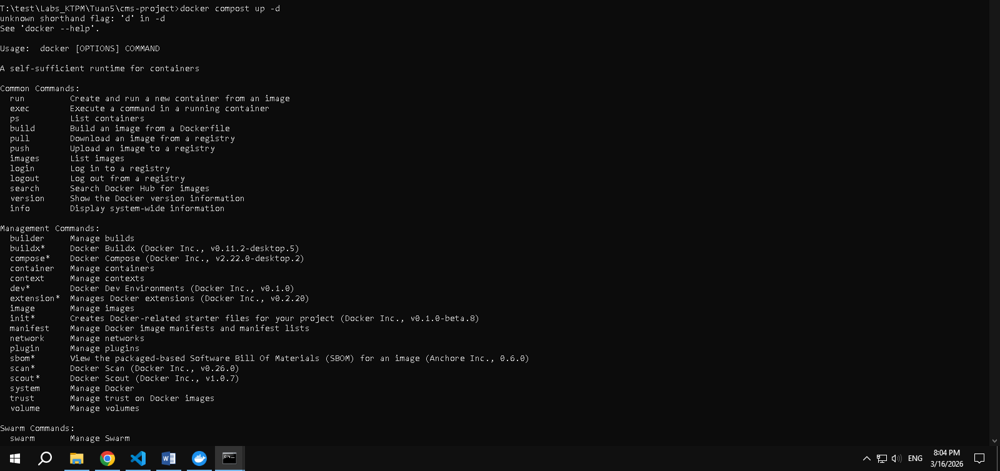 T:\test\Labs_KTPM\Tuan5\cms-project>docker compost up -d
unknown shorthand flag: 'd' in -d
See 'docker --help'.
Usage:  docker [OPTIONS] COMMAND
A self-sufficient runtime for containers
Common Commands:
  run         Create and run a new container from an image
  exec        Execute a command in a running container
  ps          List containers
  build       Build an image from a Dockerfile
  pull        Download an image from a registry
  push        Upload an image to a registry
  images      List images
  login       Log in to a registry
  logout      Log out from a registry
  search      Search Docker Hub for images
  version     Show the Docker version information
  info        Display system-wide information
Management Commands:
  builder     Manage builds
  buildx*     Docker Buildx (Docker Inc., v0.11.2-desktop.5)
  compose*    Docker Compose (Docker Inc., v2.22.0-desktop.2)
  container   Manage containers
  context     Manage contexts
  dev*        Docker Dev Environments (Docker Inc., v0.1.0)
  extension*  Manages Docker extensions (Docker Inc., v0.2.20)
  image       Manage images
  init*       Creates Docker-related starter files for your project (Docker Inc., v0.1.0-beta.8)
  manifest    Manage Docker image manifests and manifest lists
  network     Manage networks
  plugin      Manage plugins
  sbom*       View the packaged-based Software Bill Of Materials (SBOM) for an image (Anchore Inc., 0.6.0)
  scan*       Docker Scan (Docker Inc., v0.26.0)
  scout*      Docker Scout (Docker Inc., v1.0.7)
  system      Manage Docker
  trust       Manage trust on Docker images
  volume      Manage volumes
Swarm Commands:
  swarm       Manage Swarm
ENG
8:04 PM
3/16/2026